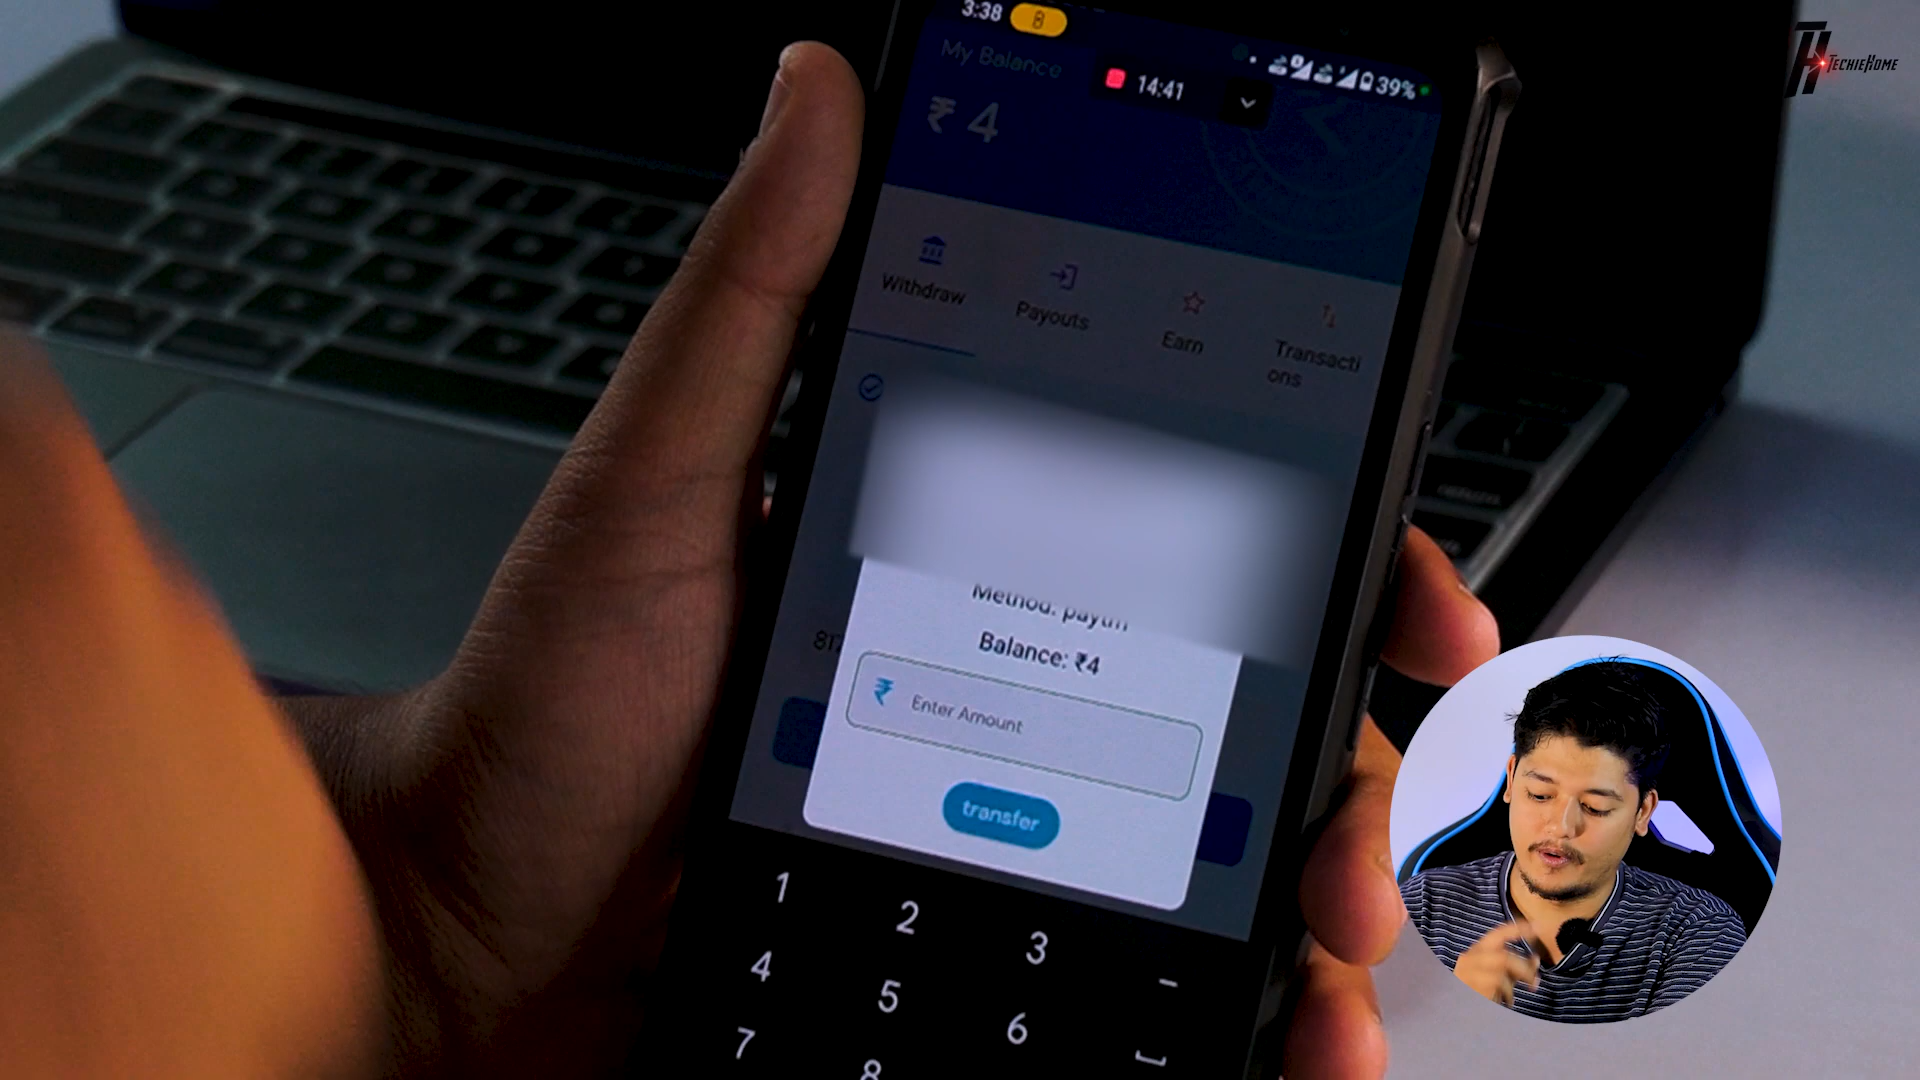 3:38
39%
14:41
My Balance
₹ 4
Withdraw
Payouts
Earn
Transacti
ons
Method: paytm
Balance: ₹4
₹ Enter Amount
transfer
1 2 3 -
4 5 6
7 8
TECHIEHOME